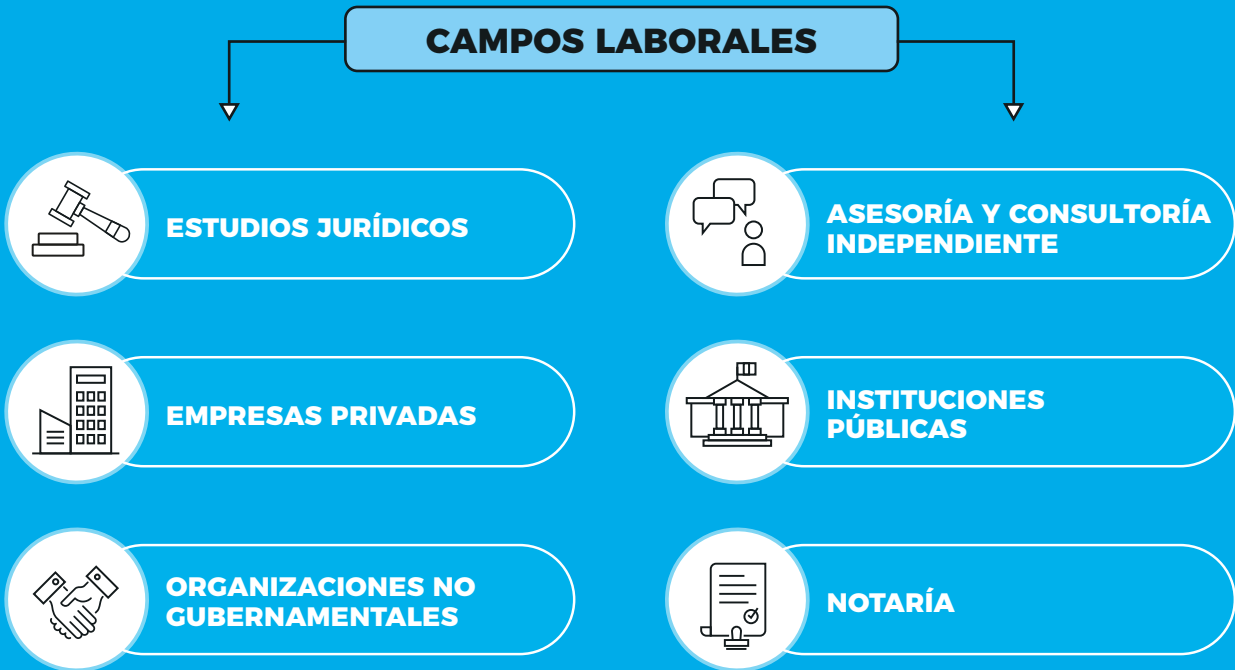 CAMPOS LABORALES
ESTUDIOS JURÍDICOS
EMPRESAS PRIVADAS
ORGANIZACIONES NO
GUBERNAMENTALES
ASESORÍA Y CONSULTORÍA
INDEPENDIENTE
INSTITUCIONES
PÚBLICAS
NOTARÍA